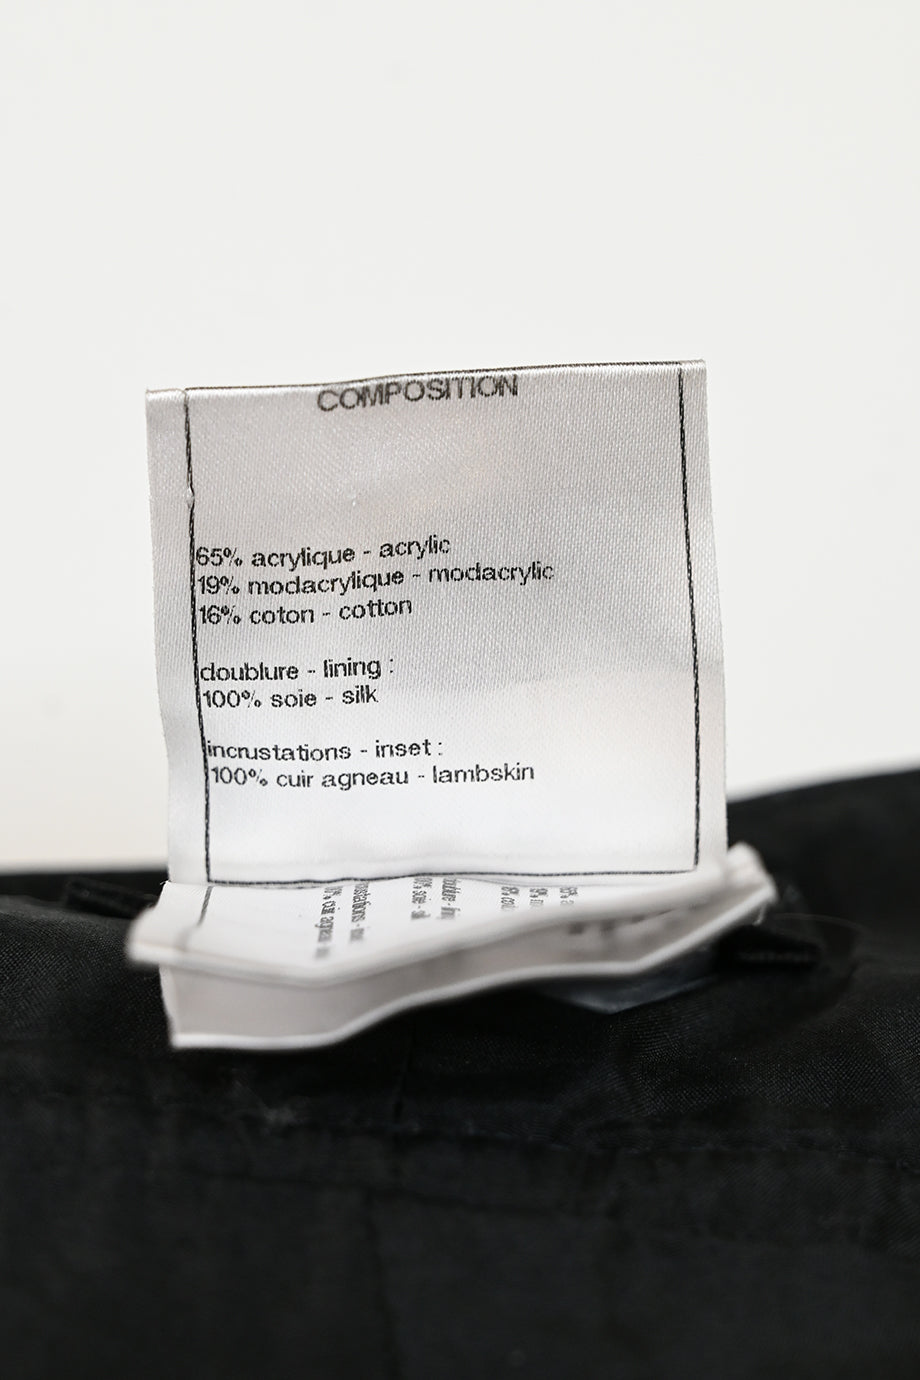 COMPOSITION
65% acrylique - acrylic
19% modacrylique - modacrylic
16% coton - cotton
doublure - lining :
100% soie - silk
incrustations - inset :
100% cuir agneau - lambskin